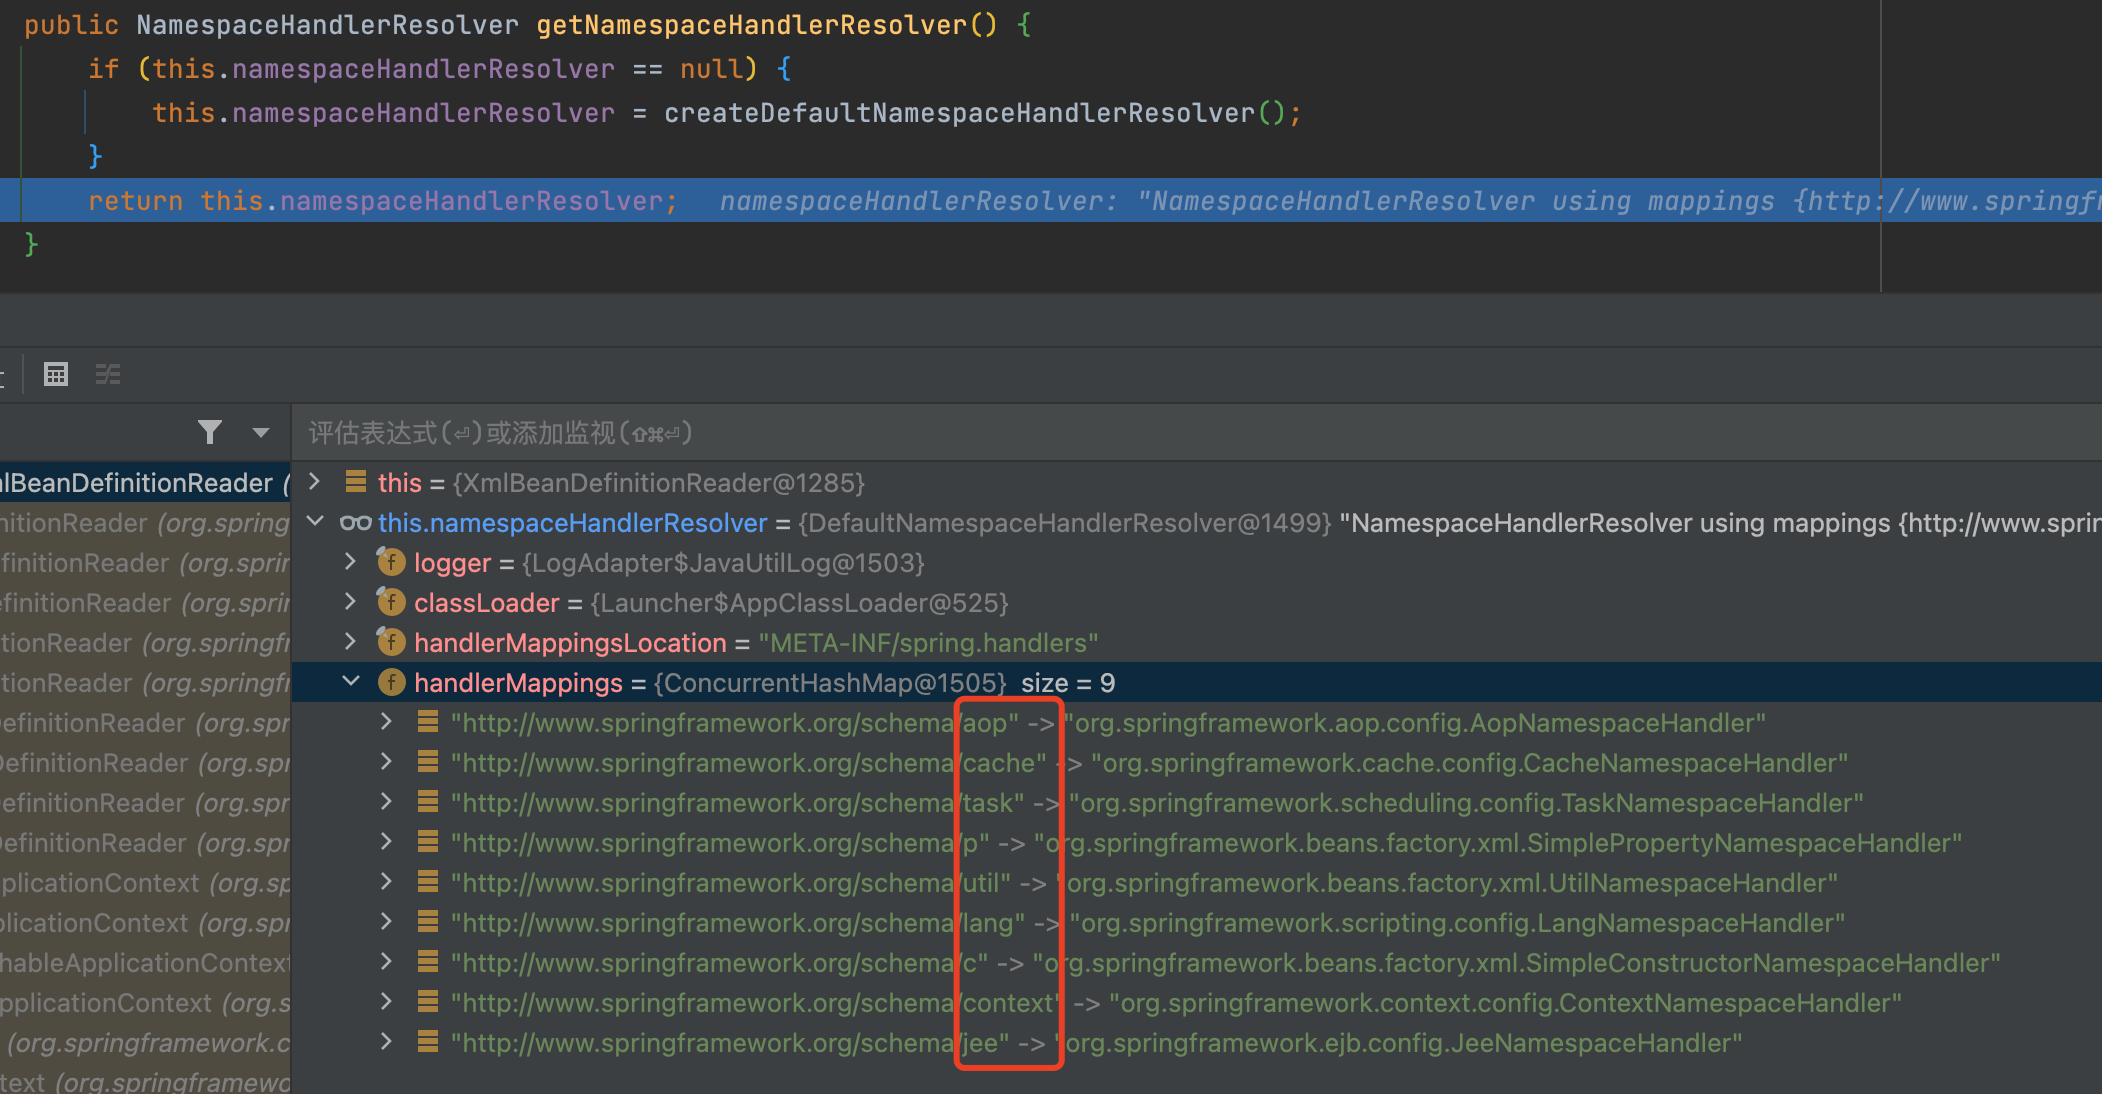 public NamespaceHandlerResolver getNamespaceHandlerResolver() {
if (this.namespaceHandlerResolver == null) {
this.namespaceHandlerResolver = createDefaultNamespaceHandlerResolver();
}
return this.namespaceHandlerResolver; namespaceHandlerResolver: "NamespaceHandlerResolver using mappings {http://www.springfr
}
评估表达式(⏎)或添加监视(⇧⌘⏎)
lBeanDefinitionReader (
this = {XmlBeanDefinitionReader@1285}
nitionReader (org.spring
this.namespaceHandlerResolver = {DefaultNamespaceHandlerResolver@1499} "NamespaceHandlerResolver using mappings {http://www.spring
finitionReader (org.sprin
logger = {LogAdapter$JavaUtilLog@1503}
efinitionReader (org.sprin
classLoader = {Launcher$AppClassLoader@525}
tionReader (org.springfr
handlerMappingsLocation = "META-INF/spring.handlers"
tionReader (org.springfr
handlerMappings = {ConcurrentHashMap@1505} size = 9
DefinitionReader (org.spr
"http://www.springframework.org/schema/aop" -> "org.springframework.aop.config.AopNamespaceHandler"
DefinitionReader (org.spr
"http://www.springframework.org/schema/cache" -> "org.springframework.cache.config.CacheNamespaceHandler"
DefinitionReader (org.spr
"http://www.springframework.org/schema/task" -> "org.springframework.scheduling.config.TaskNamespaceHandler"
DefinitionReader (org.spr
"http://www.springframework.org/schema/p" -> "org.springframework.beans.factory.xml.SimplePropertyNamespaceHandler"
plicationContext (org.sp
"http://www.springframework.org/schema/util" -> "org.springframework.beans.factory.xml.UtilNamespaceHandler"
plicationContext (org.spr
"http://www.springframework.org/schema/lang" -> "org.springframework.scripting.config.LangNamespaceHandler"
hableApplicationContext
"http://www.springframework.org/schema/c" -> "org.springframework.beans.factory.xml.SimpleConstructorNamespaceHandler"
pplicationContext (org.s
"http://www.springframework.org/schema/context" -> "org.springframework.context.config.ContextNamespaceHandler"
(org.springframework.c
"http://www.springframework.org/schema/jee" -> "org.springframework.ejb.config.JeeNamespaceHandler"
text (org.springframewo